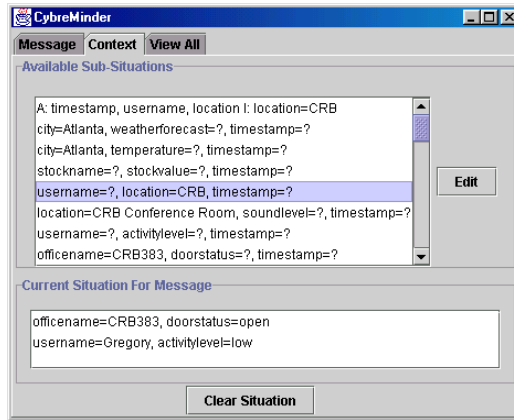 CybreMinder
Message Context View All
Available Sub-Situations
A: timestamp, username, location I: location=CRB
city=Atlanta, weatherforecast=?, timestamp=?
city=Atlanta, temperature=?, timestamp=?
stockname=?, stockvalue=?, timestamp=?
username=?, location=CRB, timestamp=?
location=CRB Conference Room, soundlevel=?, timestamp=?
username=?, activitylevel=?, timestamp=?
officename=CRB383, doorstatus=?, timestamp=?
Edit
Current Situation For Message
officename=CRB383, doorstatus=open
username=Gregory, activitylevel=low
Clear Situation